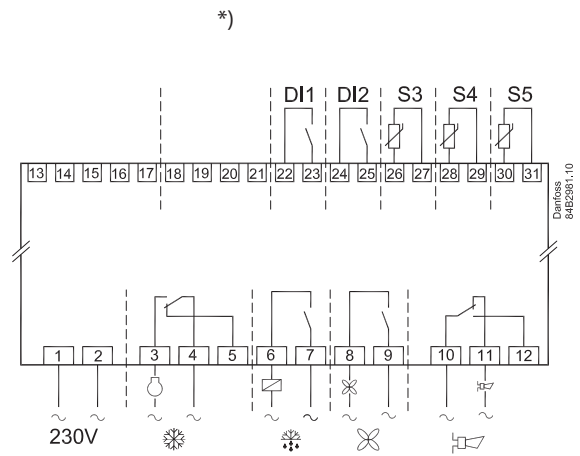 *)
DI1 DI2 S3 S4 S5
13 14 15 16 17 18 19 20 21 22 23 24 25 26 27 28 29 30 31
Danfoss
84B2981.10
1 2 3 4 5 6 7 8 9 10 11 12
230V